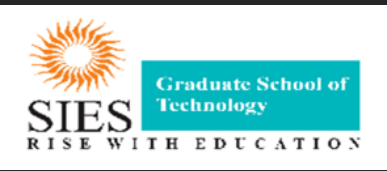 Graduate School of
Technology
SIES
RISE WITH EDUCATION